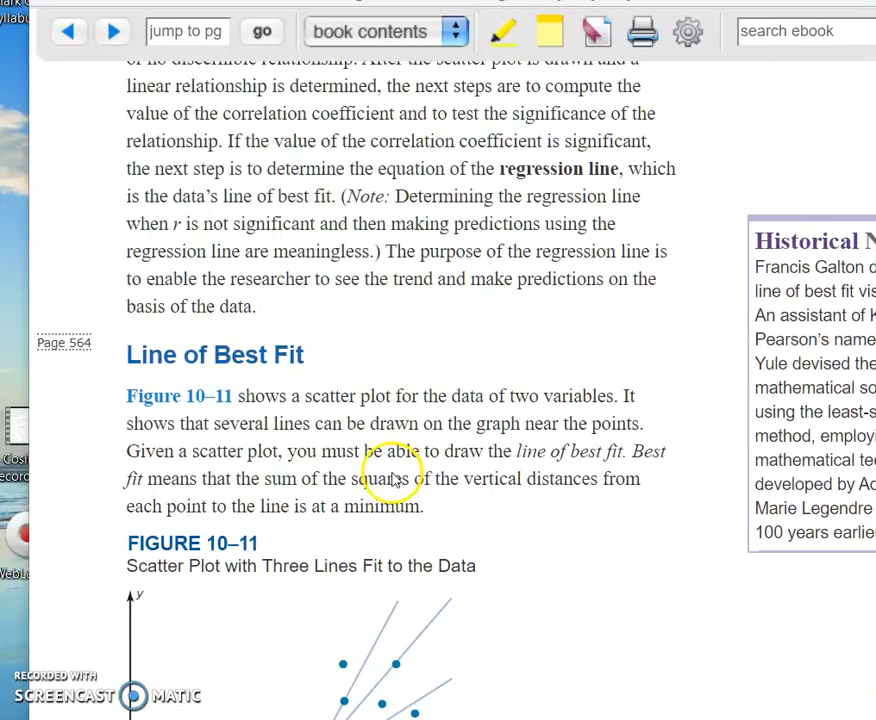 jump to pg
go
book contents
search ebook
of no discernible relationship. After the scatter plot is drawn and a
linear relationship is determined, the next steps are to compute the
value of the correlation coefficient and to test the significance of the
relationship. If the value of the correlation coefficient is significant,
the next step is to determine the equation of the regression line, which
is the data's line of best fit. (Note: Determining the regression line
when r is not significant and then making predictions using the
regression line are meaningless.) The purpose of the regression line is
to enable the researcher to see the trend and make predictions on the
basis of the data.
Page 564
Line of Best Fit
Figure 10–11 shows a scatter plot for the data of two variables. It
shows that several lines can be drawn on the graph near the points.
Given a scatter plot, you must be able to draw the line of best fit. Best
fit means that the sum of the squares of the vertical distances from
each point to the line is at a minimum.
FIGURE 10–11
Scatter Plot with Three Lines Fit to the Data
y
Historical N
Francis Galton d
line of best fit vis
An assistant of K
Pearson's name
Yule devised the
mathematical so
using the least-s
method, employi
mathematical te
developed by Ad
Marie Legendre
100 years earlier
RECORDED WITH
SCREENCAST MATIC